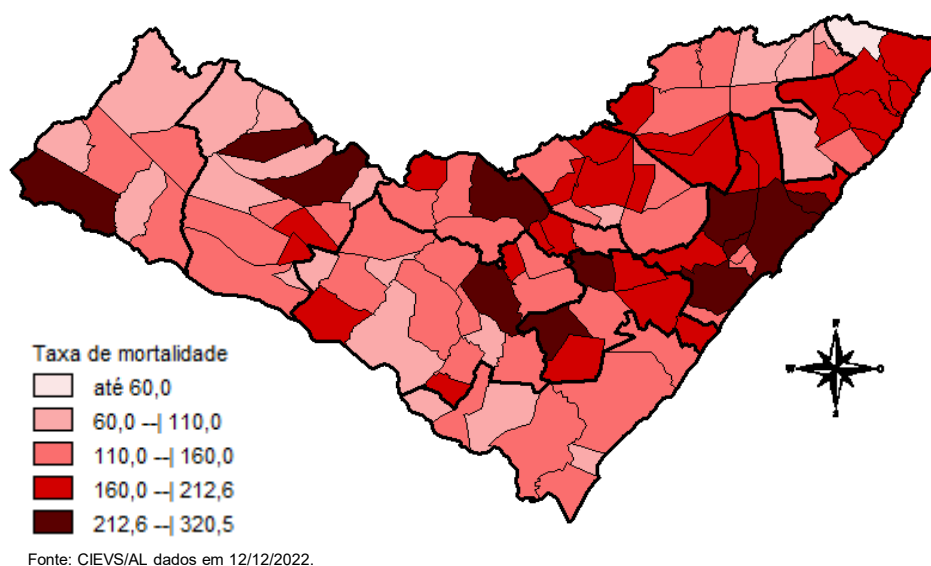 Taxa de mortalidade
até 60,0
60,0 --| 110,0
110,0 --| 160,0
160,0 --| 212,6
212,6 --| 320,5
Fonte: CIEVS/AL dados em 12/12/2022.